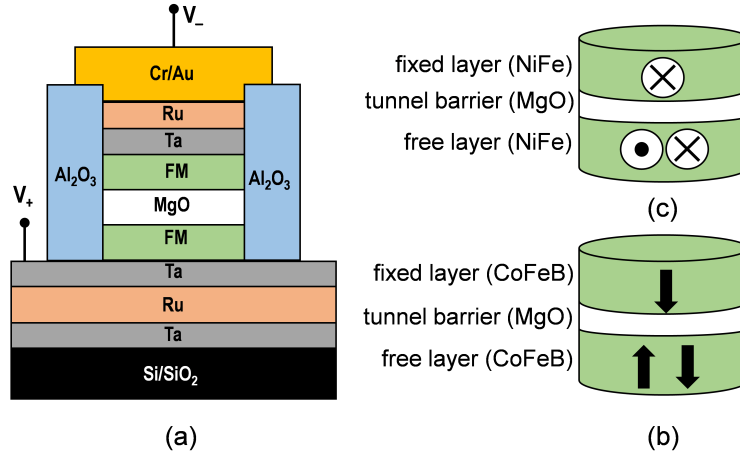 V–
Cr/Au
Ru
Ta
FM
MgO
FM
Al₂O₃
Al₂O₃
V₊
Ta
Ru
Ta
Si/SiO₂
(a)
fixed layer (NiFe)
tunnel barrier (MgO)
free layer (NiFe)
(c)
fixed layer (CoFeB)
tunnel barrier (MgO)
free layer (CoFeB)
(b)